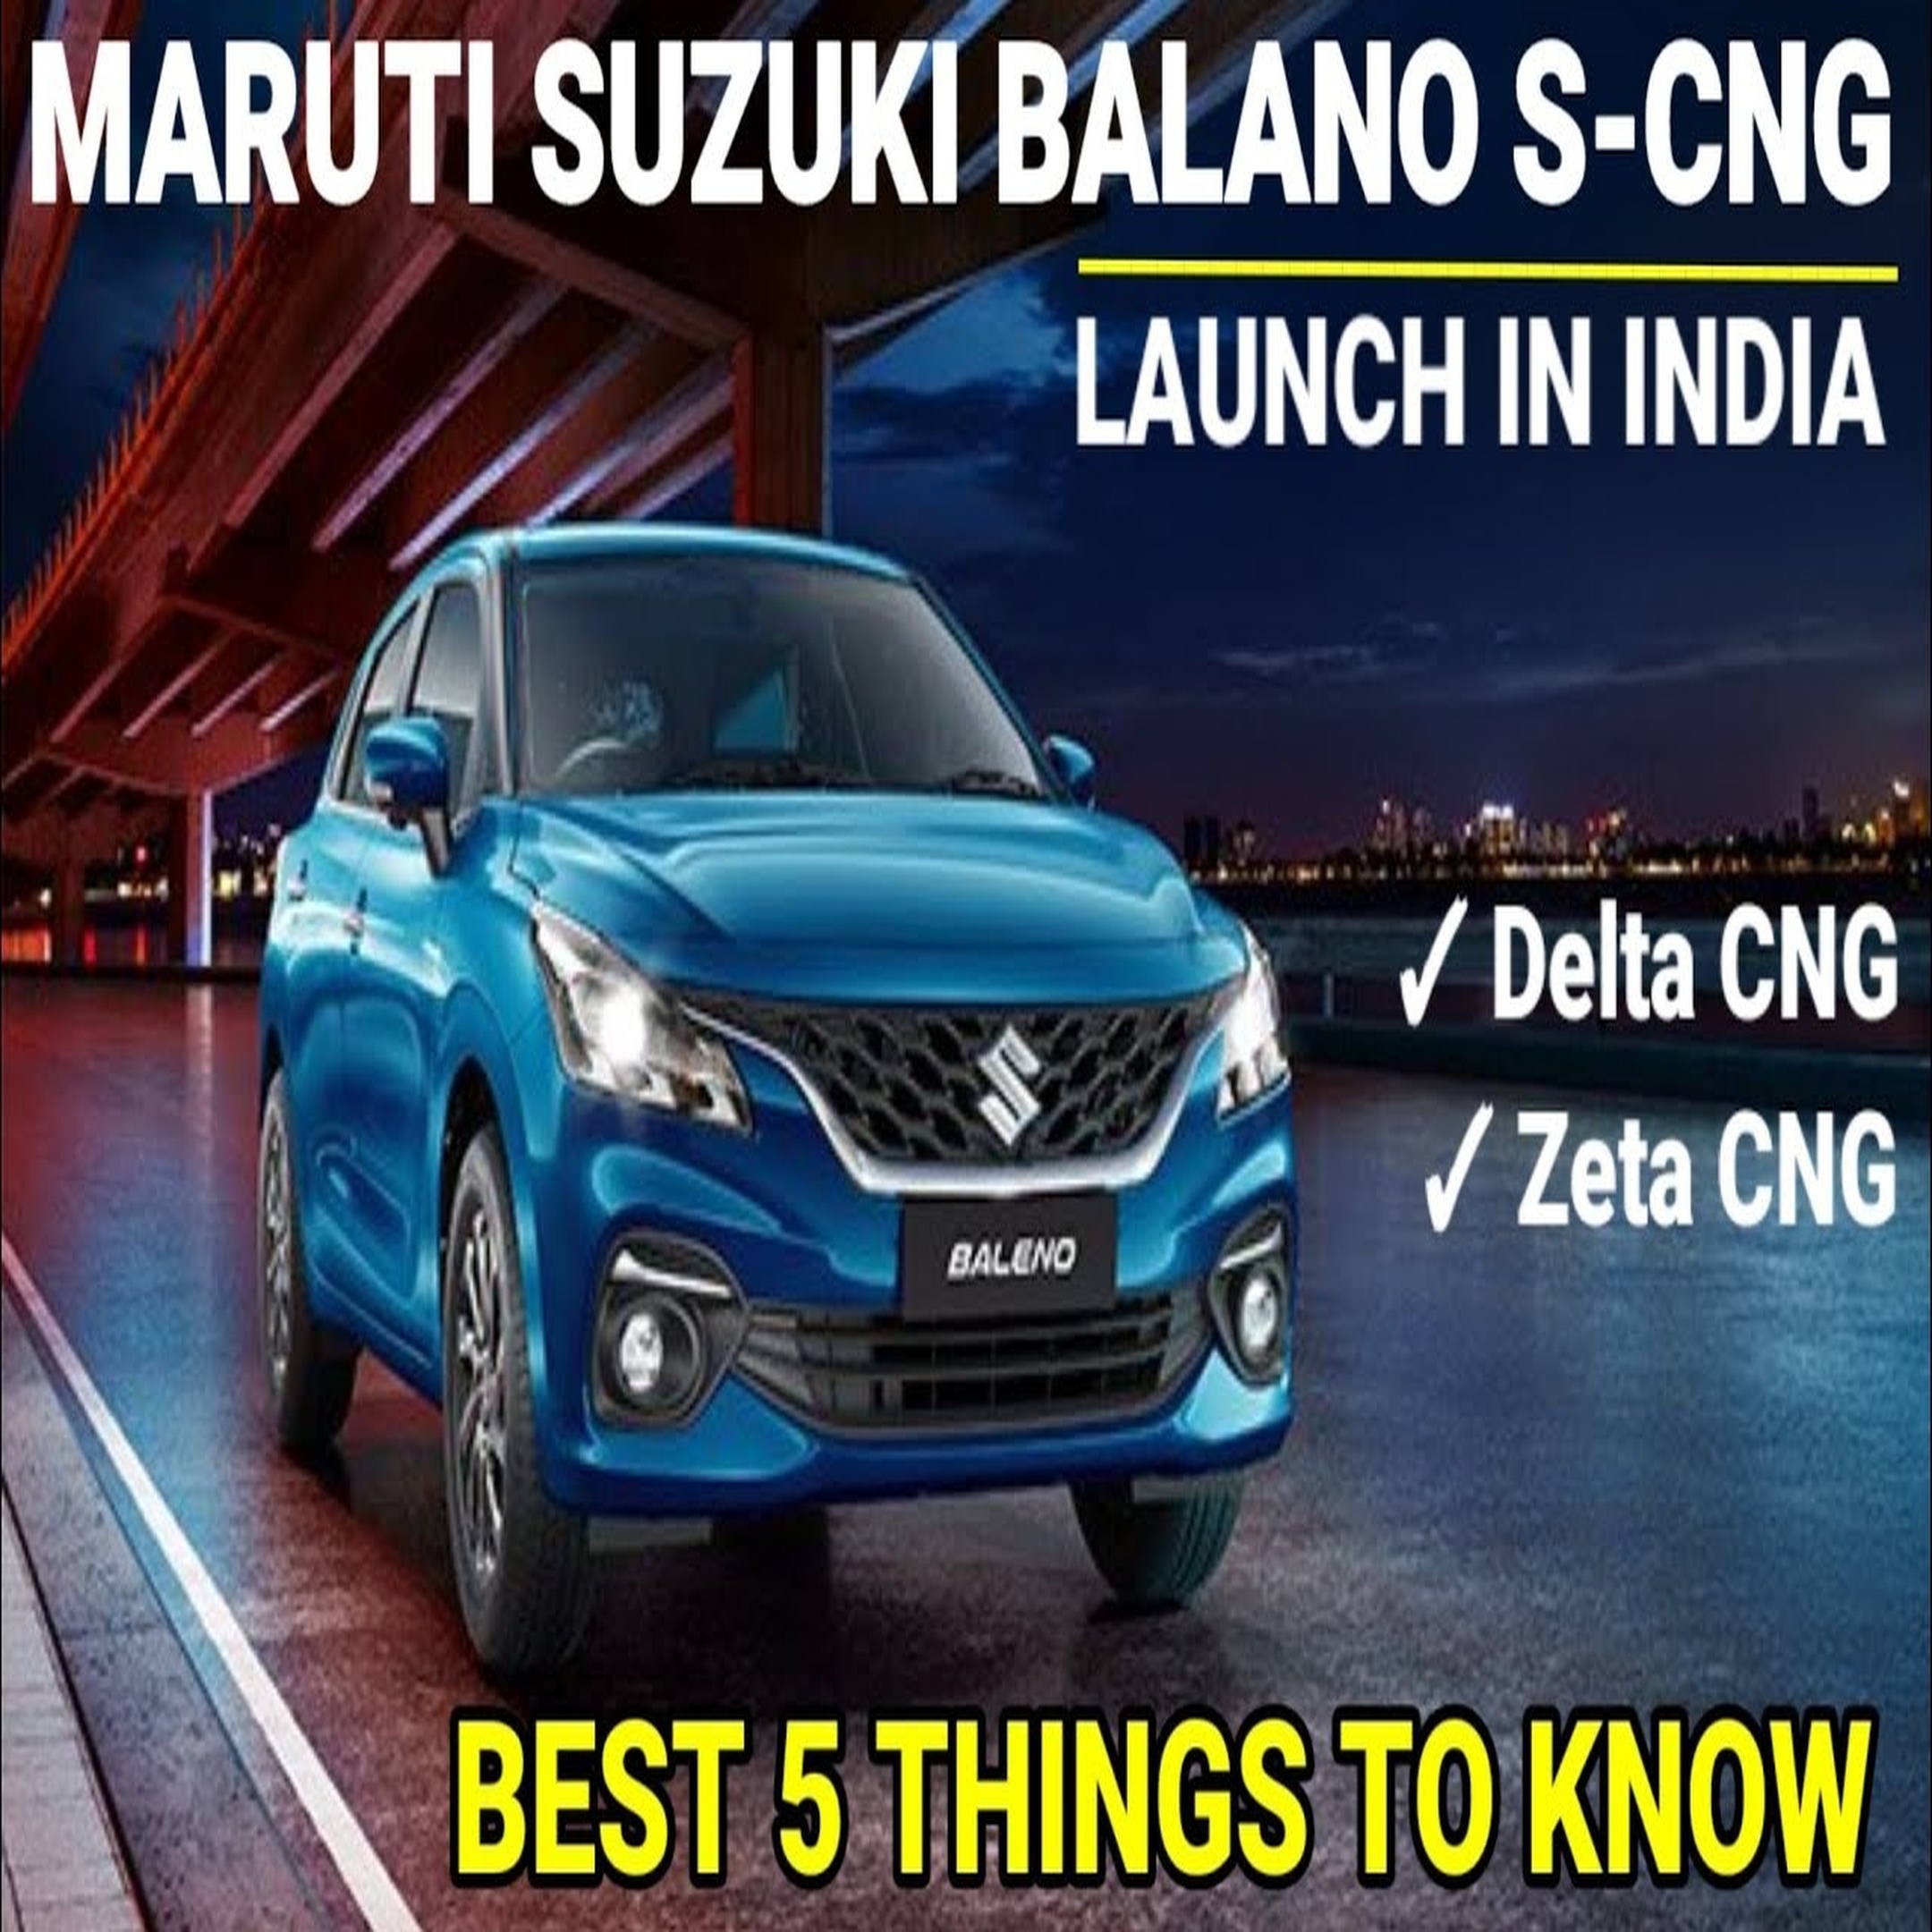 MARUTI SUZUKI BALANO S-CNG
LAUNCH IN INDIA
✓ Delta CNG
✓ Zeta CNG
BALENO
BEST 5 THINGS TO KNOW